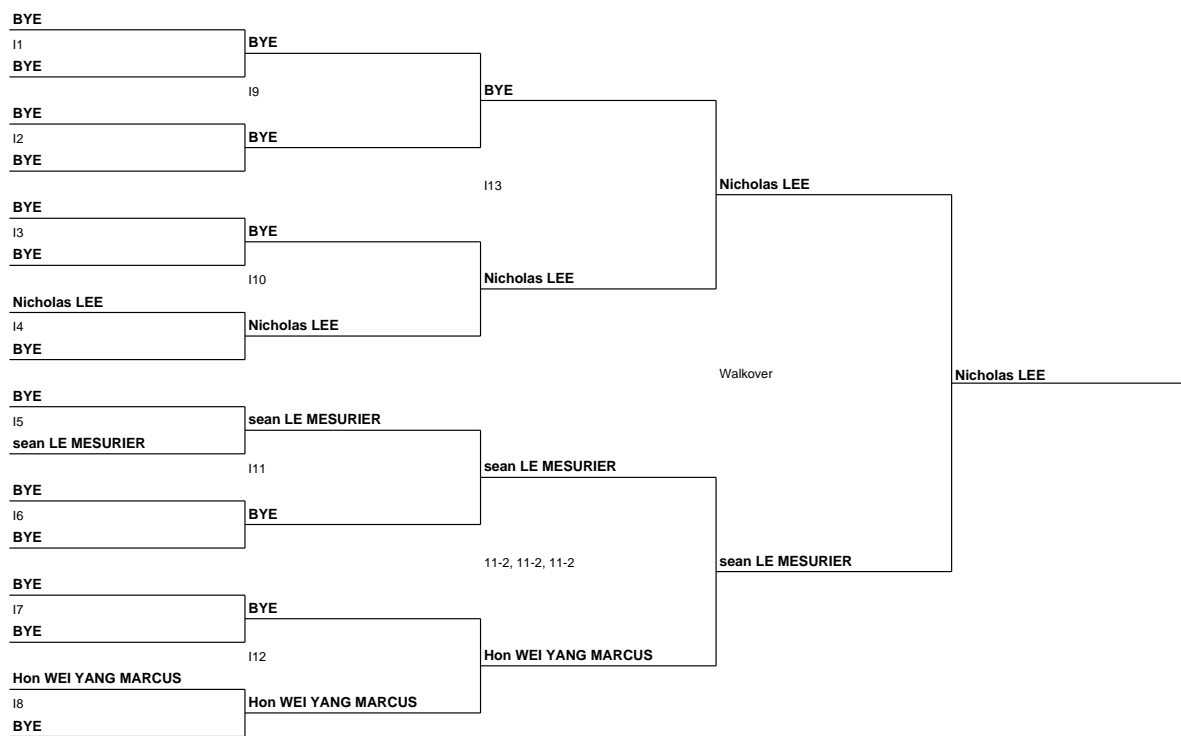 BYE
I1
BYE
BYE
I9
BYE
BYE
I2
BYE
BYE
I13
Nicholas LEE
BYE
I3
BYE
BYE
I10
Nicholas LEE
Nicholas LEE
I4
Nicholas LEE
BYE
Walkover
Nicholas LEE
BYE
I5
sean LE MESURIER
sean LE MESURIER
I11
sean LE MESURIER
BYE
I6
BYE
BYE
11-2, 11-2, 11-2
sean LE MESURIER
BYE
I7
BYE
BYE
I12
Hon WEI YANG MARCUS
Hon WEI YANG MARCUS
I8
Hon WEI YANG MARCUS
BYE